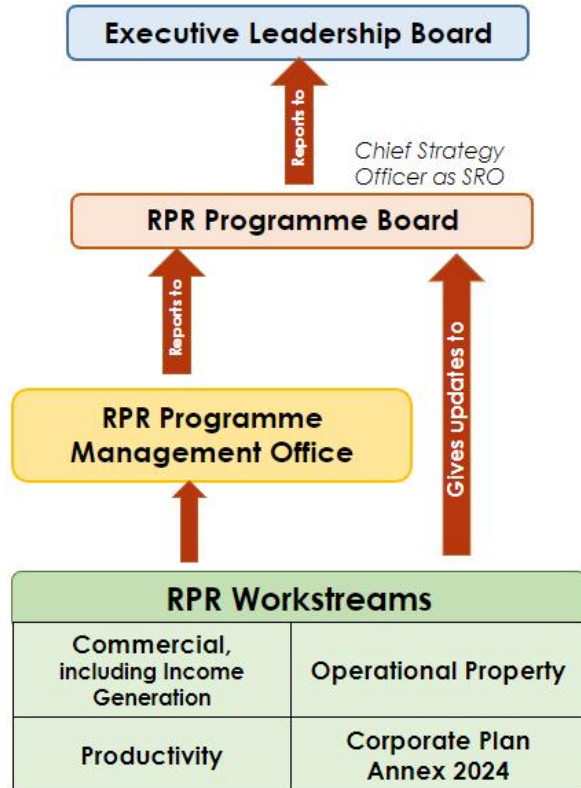 Executive Leadership Board
Reports to
Chief Strategy
Officer as SRO
RPR Programme Board
Reports to
Gives updates to
RPR Programme
Management Office
RPR Workstreams
Commercial,
including Income
Generation
Operational Property
Productivity
Corporate Plan
Annex 2024